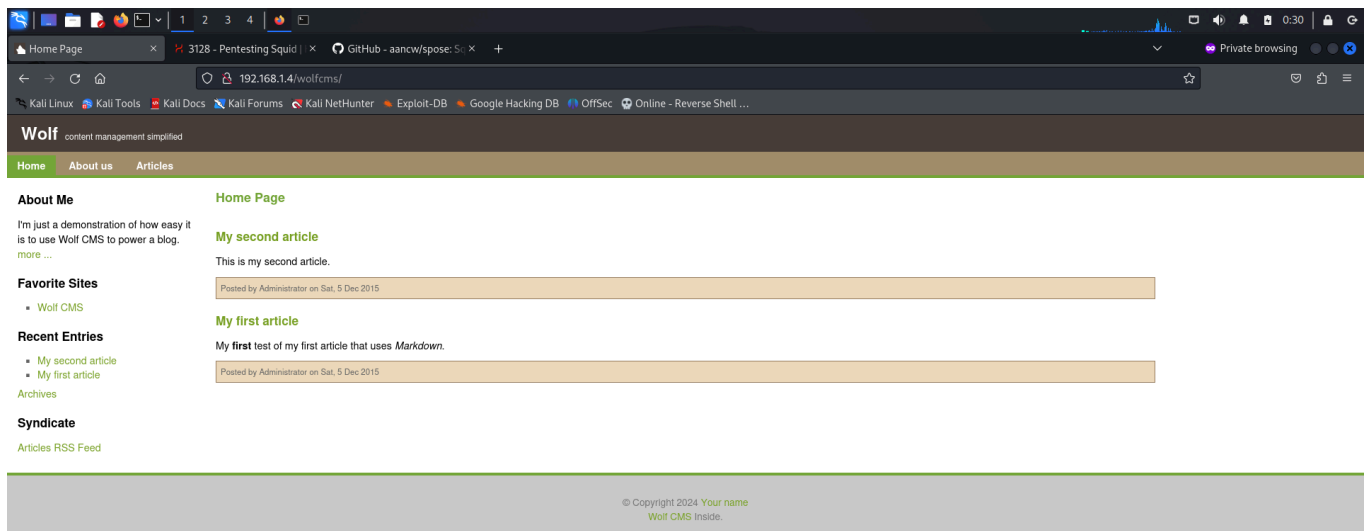 1 2 3 4 0:30
Home Page 3128 - Pentesting Squid | GitHub - aancw/spose: Sq Private browsing
192.168.1.4/wolfcms/
Kali Linux Kali Tools Kali Docs Kali Forums Kali NetHunter Exploit-DB Google Hacking DB OffSec Online - Reverse Shell ...
Wolf content management simplified
Home About us Articles
About Me
I'm just a demonstration of how easy it
is to use Wolf CMS to power a blog.
more ...
Favorite Sites
Wolf CMS
Recent Entries
My second article
My first article
Archives
Syndicate
Articles RSS Feed
Home Page
My second article
This is my second article.
Posted by Administrator on Sat, 5 Dec 2015
My first article
My first test of my first article that uses Markdown.
Posted by Administrator on Sat, 5 Dec 2015
© Copyright 2024 Your name
Wolf CMS Inside.